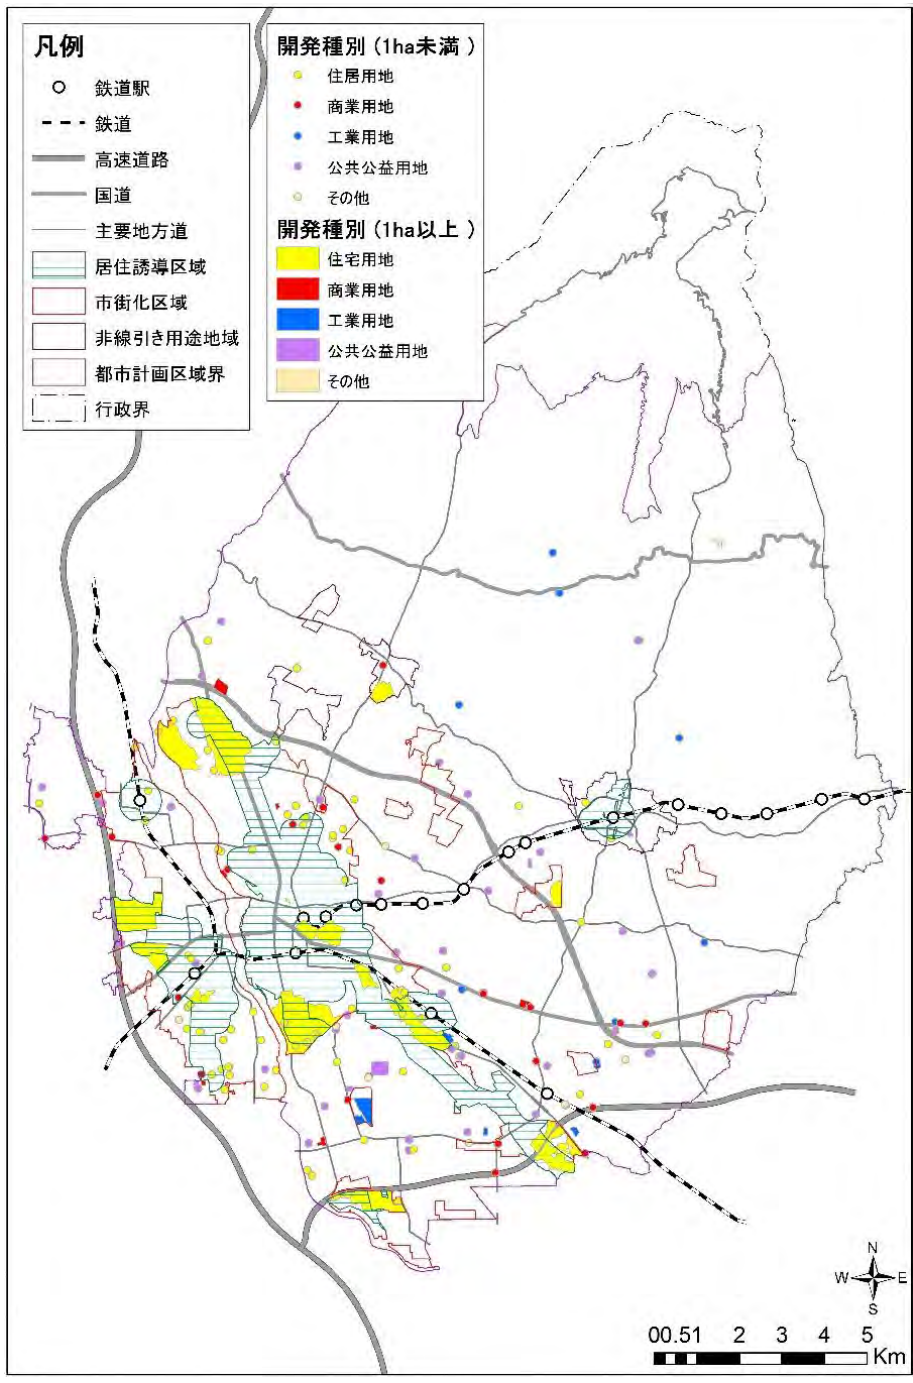 凡例
鉄道駅
鉄道
高速道路
国道
主要地方道
居住誘導区域
市街化区域
非線引き用途地域
都市計画区域界
行政界
開発種別(1ha未満)
住居用地
商業用地
工業用地
公共公益用地
その他
開発種別(1ha以上)
住宅用地
商業用地
工業用地
公共公益用地
その他
N
W E
S
00.51 2 3 4 5
Km